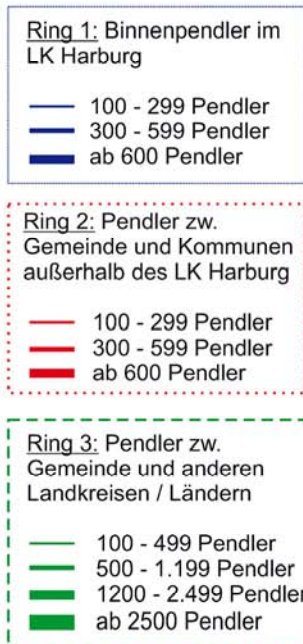 Ring 1: Binnenpendler im
LK Harburg
100 - 299 Pendler
300 - 599 Pendler
ab 600 Pendler
Ring 2: Pendler zw.
Gemeinde und Kommunen
außerhalb des LK Harburg
100 - 299 Pendler
300 - 599 Pendler
ab 600 Pendler
Ring 3: Pendler zw.
Gemeinde und anderen
Landkreisen / Ländern
100 - 499 Pendler
500 - 1.199 Pendler
1200 - 2.499 Pendler
ab 2500 Pendler